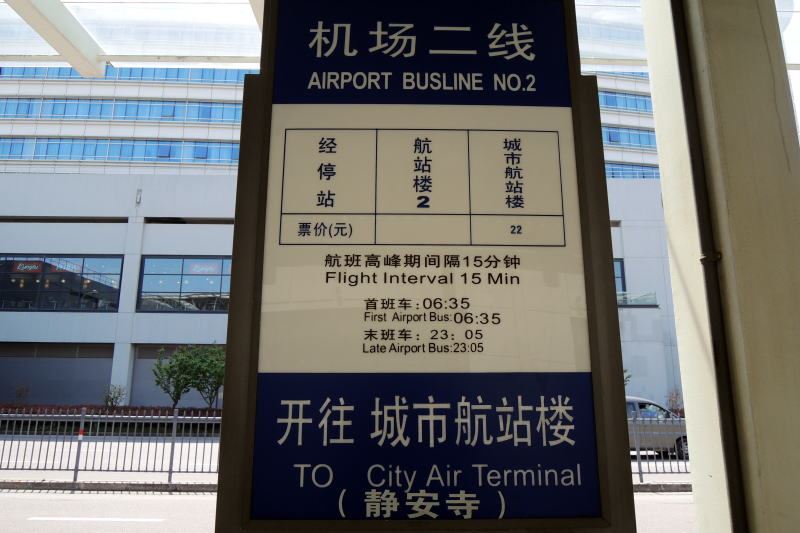 机场二线
AIRPORT BUSLINE NO.2
经停站 航站楼2 城市航站楼
票价(元) 22
航班高峰期间隔15分钟
Flight Interval 15 Min
首班车:06:35
First Airport Bus:06:35
末班车:23:05
Late Airport Bus:23:05
开往 城市航站楼
TO City Air Terminal
(静安寺)